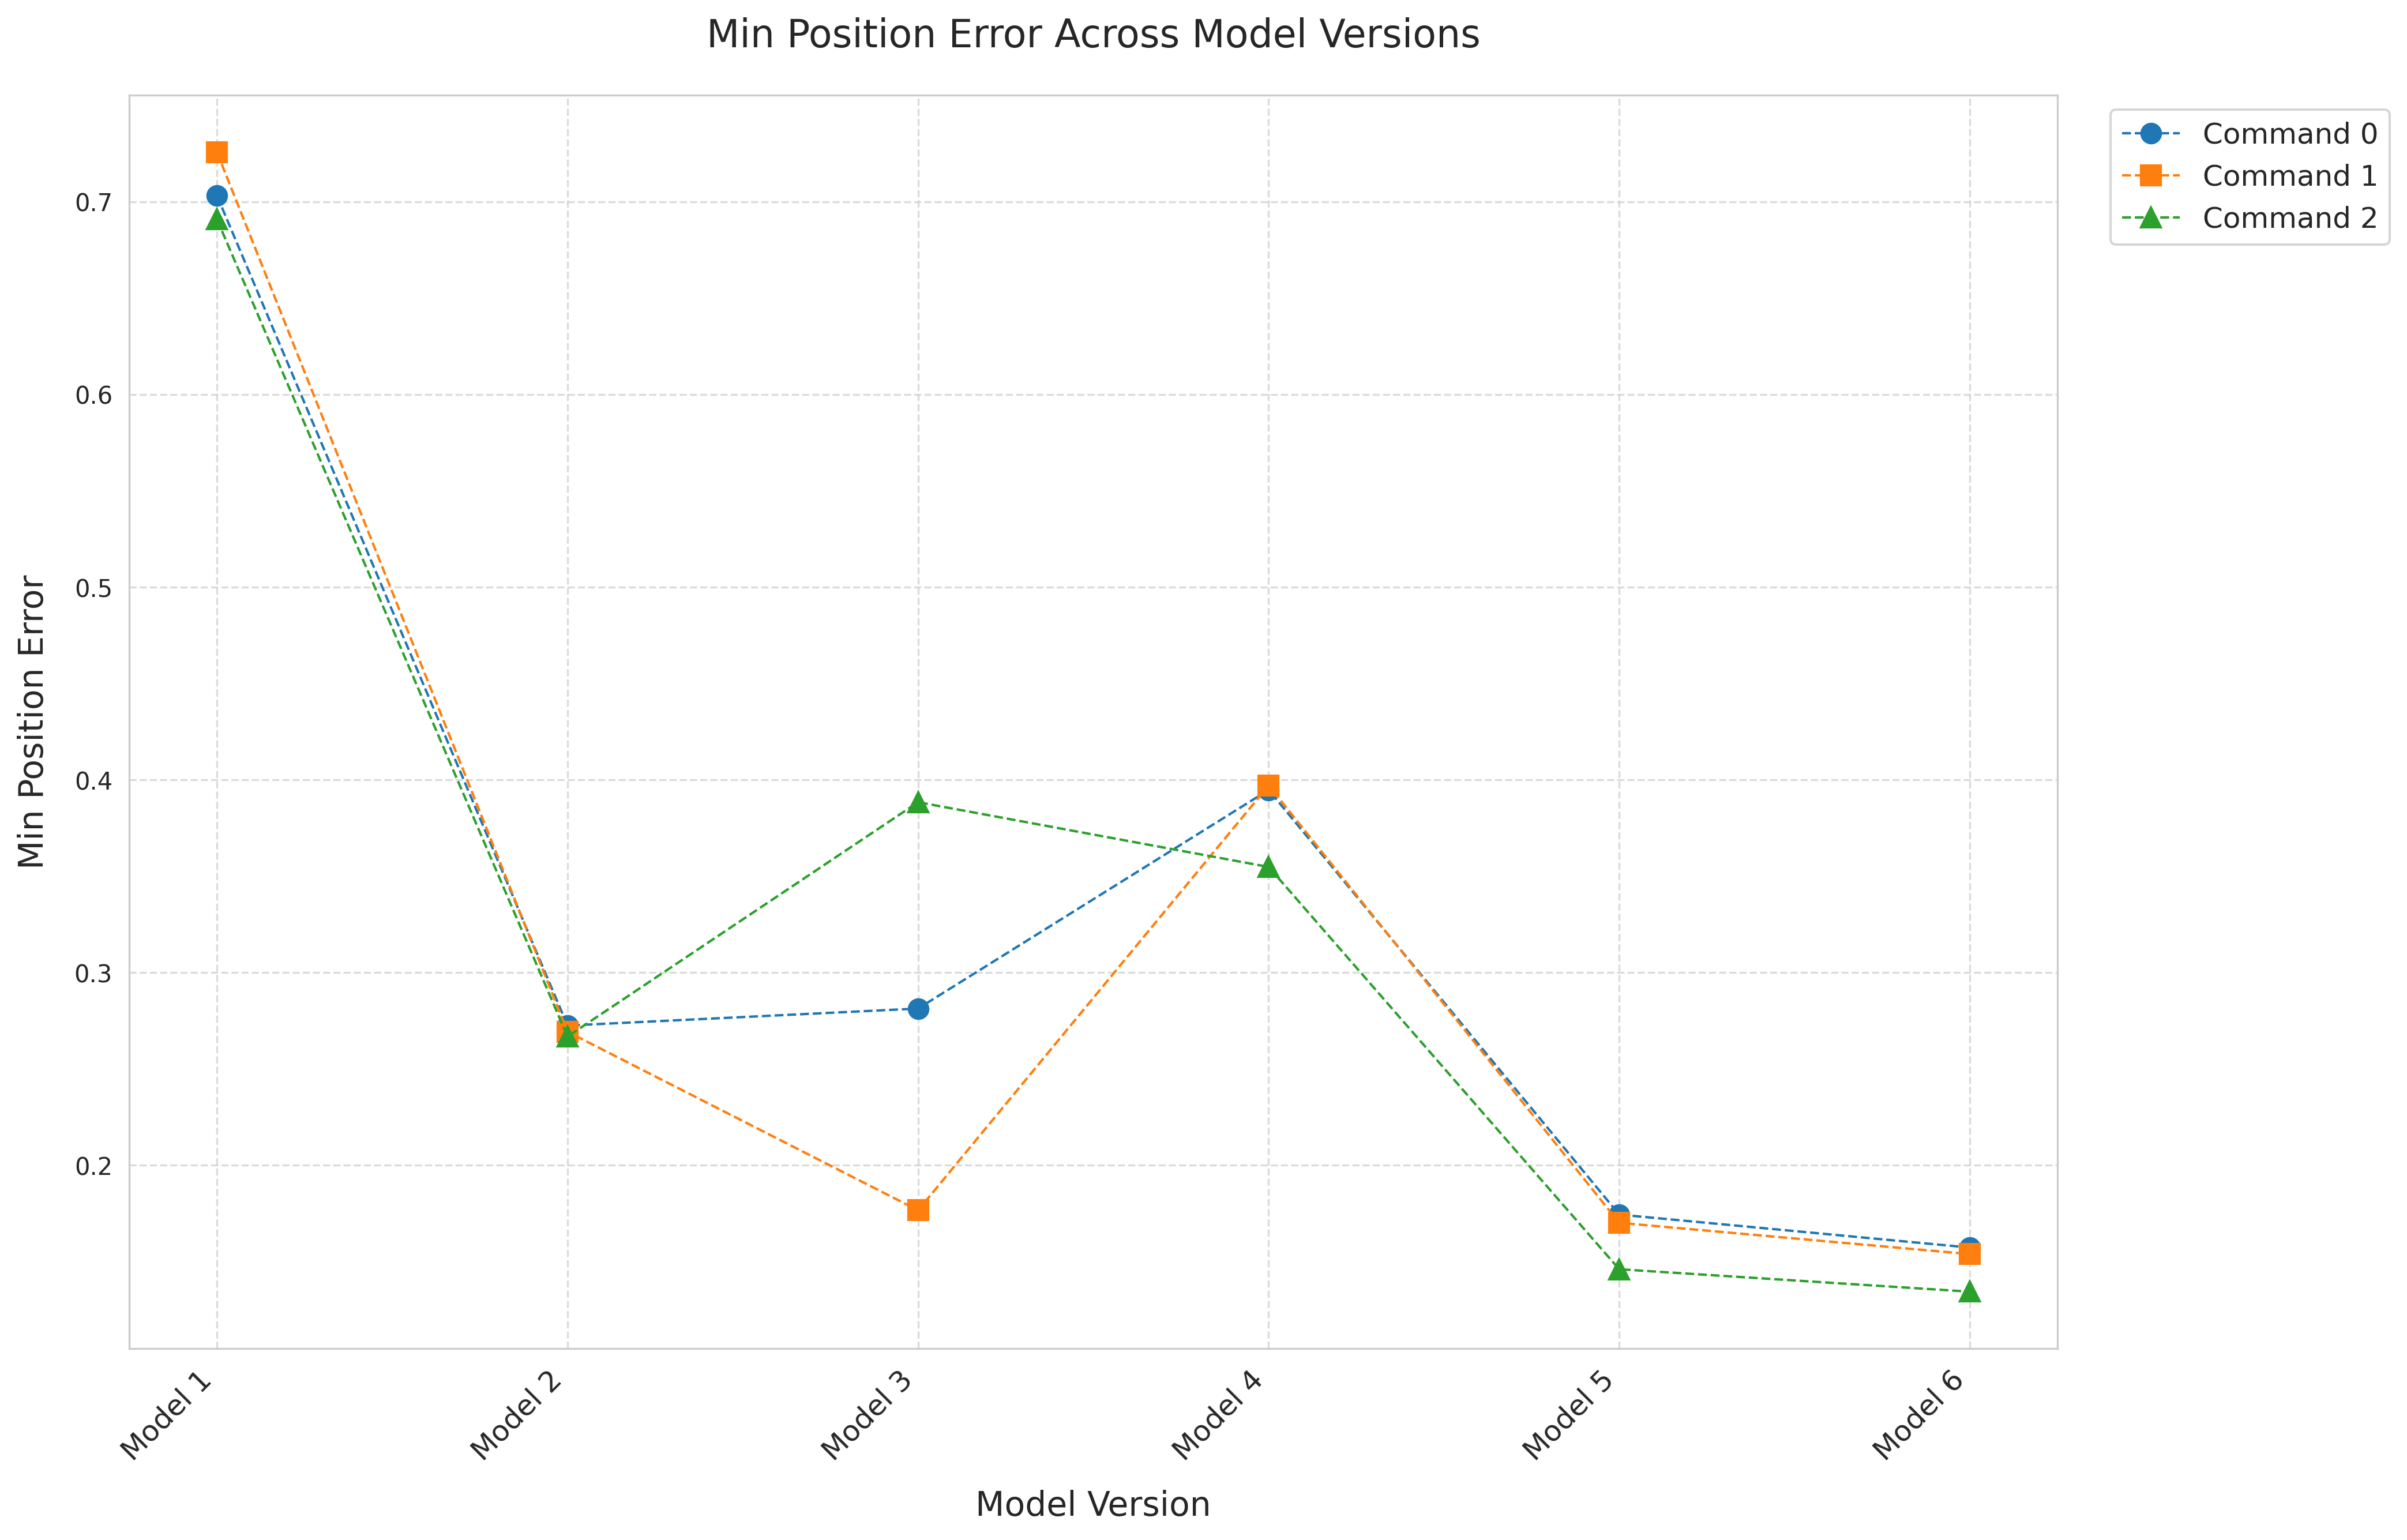 Min Position Error Across Model Versions
Command 0
Command 1
Command 2
0.7
0.6
0.5
0.4
0.3
0.2
Min Position Error
Model 1
Model 2
Model 3
Model 4
Model 5
Model 6
Model Version